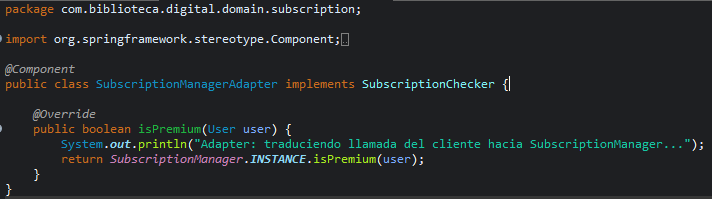 package com.biblioteca.digital.domain.subscription;
import org.springframework.stereotype.Component;
@Component
public class SubscriptionManagerAdapter implements SubscriptionChecker {
@Override
public boolean isPremium(User user) {
System.out.println("Adapter: traduciendo llamada del cliente hacia SubscriptionManager...");
return SubscriptionManager.INSTANCE.isPremium(user);
}
}